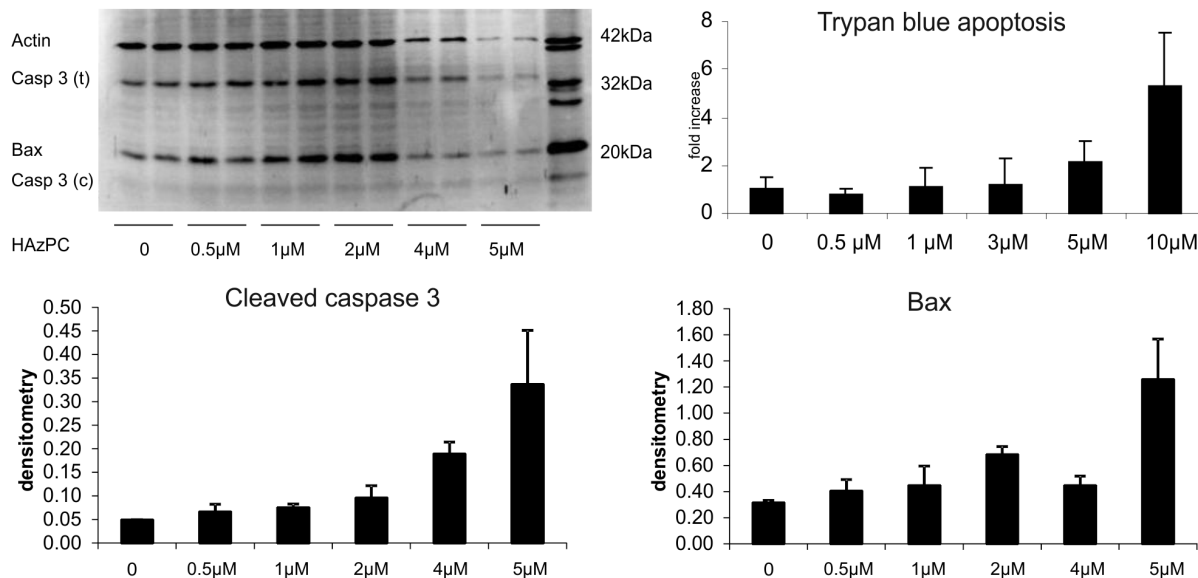 Actin
Casp 3 (t)
Bax
Casp 3 (c)
42kDa
32kDa
20kDa
HAzPC 0 0.5µM 1µM 2µM 4µM 5µM
Trypan blue apoptosis
fold increase
8
6
4
2
0
0 0.5 µM 1 µM 3µM 5µM 10µM
Cleaved caspase 3
densitometry
0.50
0.45
0.40
0.35
0.30
0.25
0.20
0.15
0.10
0.05
0.00
0 0.5µM 1µM 2µM 4µM 5µM
Bax
densitometry
1.80
1.60
1.40
1.20
1.00
0.80
0.60
0.40
0.20
0.00
0 0.5µM 1µM 2µM 4µM 5µM